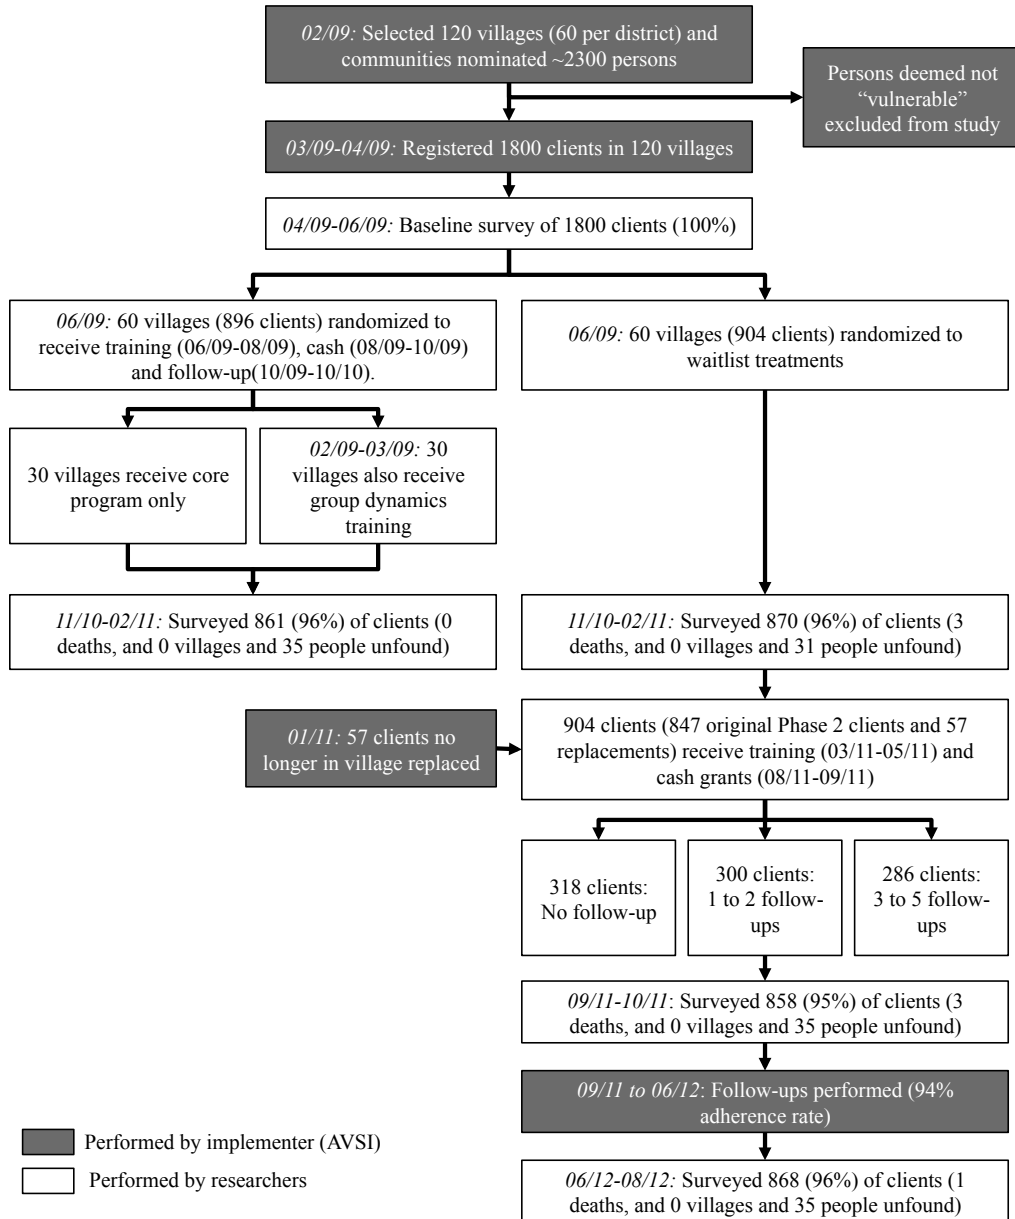 02/09: Selected 120 villages (60 per district) and
communities nominated ~2300 persons
Persons deemed not
“vulnerable”
excluded from study
03/09-04/09: Registered 1800 clients in 120 villages
04/09-06/09: Baseline survey of 1800 clients (100%)
06/09: 60 villages (896 clients) randomized to
receive training (06/09-08/09), cash (08/09-10/09)
and follow-up(10/09-10/10).
06/09: 60 villages (904 clients) randomized to
waitlist treatments
30 villages receive core
program only
02/09-03/09: 30
villages also receive
group dynamics
training
11/10-02/11: Surveyed 861 (96%) of clients (0
deaths, and 0 villages and 35 people unfound)
11/10-02/11: Surveyed 870 (96%) of clients (3
deaths, and 0 villages and 31 people unfound)
01/11: 57 clients no
longer in village replaced
904 clients (847 original Phase 2 clients and 57
replacements) receive training (03/11-05/11) and
cash grants (08/11-09/11)
318 clients:
No follow-up
300 clients:
1 to 2 follow-
ups
286 clients:
3 to 5 follow-
ups
09/11-10/11: Surveyed 858 (95%) of clients (3
deaths, and 0 villages and 35 people unfound)
09/11 to 06/12: Follow-ups performed (94%
adherence rate)
06/12-08/12: Surveyed 868 (96%) of clients (1
deaths, and 0 villages and 35 people unfound)
Performed by implementer (AVSI)
Performed by researchers